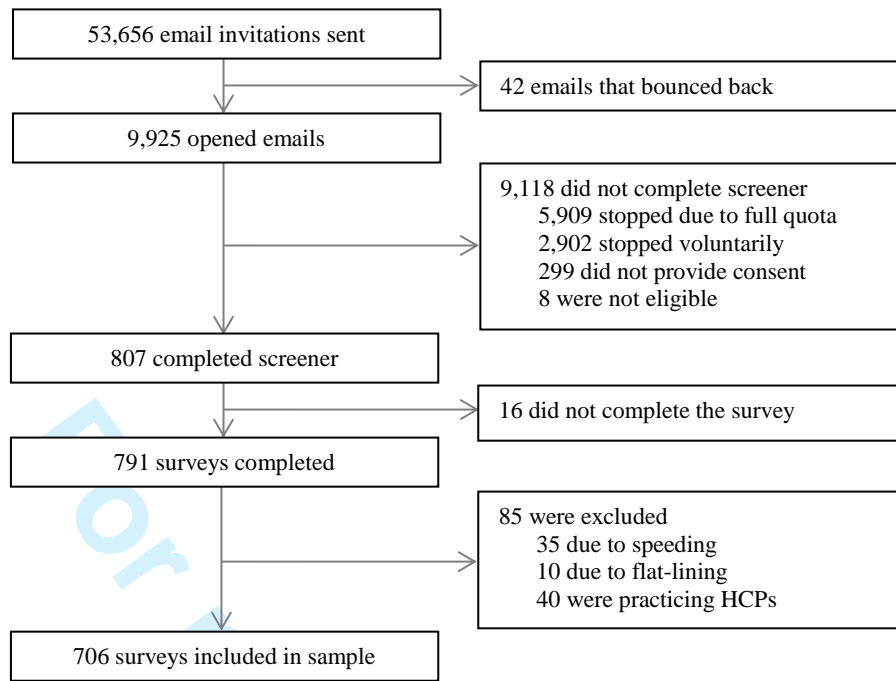 53,656 email invitations sent
42 emails that bounced back
9,925 opened emails
9,118 did not complete screener
5,909 stopped due to full quota
2,902 stopped voluntarily
299 did not provide consent
8 were not eligible
807 completed screener
16 did not complete the survey
791 surveys completed
85 were excluded
35 due to speeding
10 due to flat-lining
40 were practicing HCPs
706 surveys included in sample
For